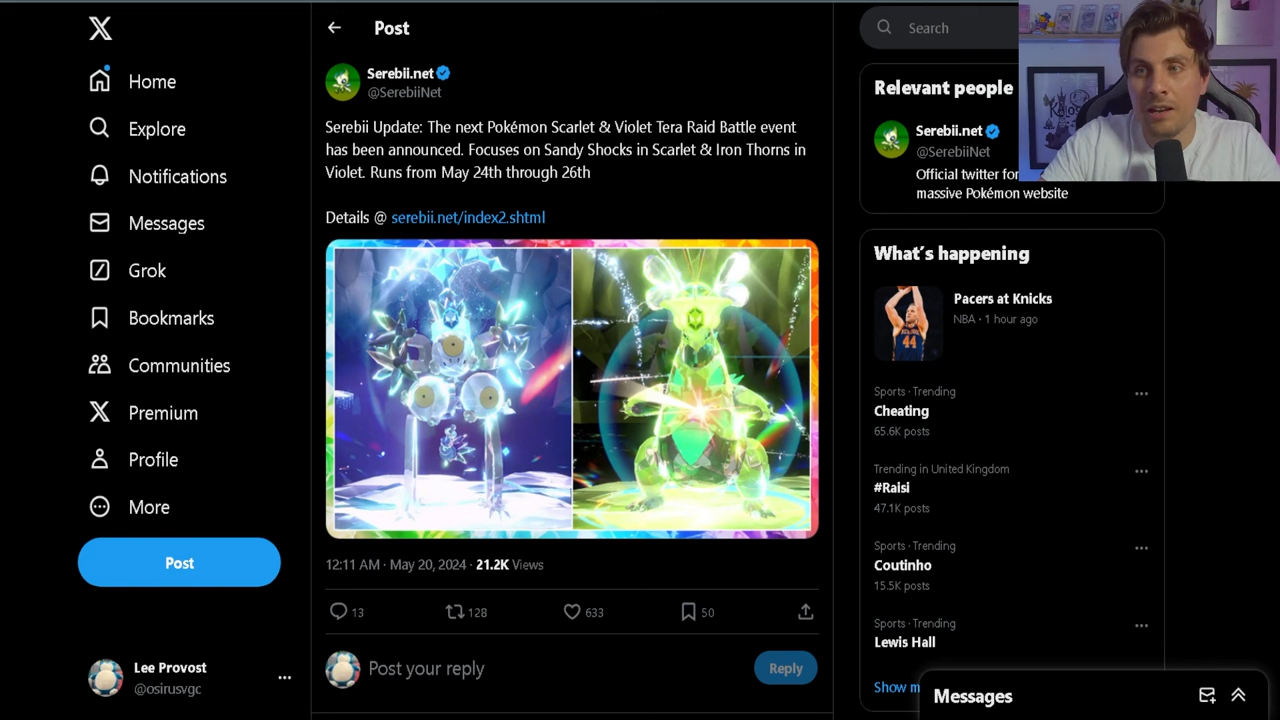 Home
Explore
Notifications
Messages
Grok
Bookmarks
Communities
Premium
Profile
More
Post
Lee Provost
@osirusvgc
Post
Serebii.net
@SerebiiNet
Serebii Update: The next Pokémon Scarlet & Violet Tera Raid Battle event
has been announced. Focuses on Sandy Shocks in Scarlet & Iron Thorns in
Violet. Runs from May 24th through 26th
Details @ serebii.net/index2.shtml
12:11 AM · May 20, 2024 · 21.2K Views
13 128 633 50
Post your reply
Reply
Search
Relevant people
Serebii.net
@SerebiiNet
Official twitter for
massive Pokémon website
What's happening
Pacers at Knicks
NBA · 1 hour ago
44
Sports · Trending
Cheating
65.6K posts
Trending in United Kingdom
#Raisi
47.1K posts
Sports · Trending
Coutinho
15.5K posts
Sports · Trending
Lewis Hall
Show m
Messages